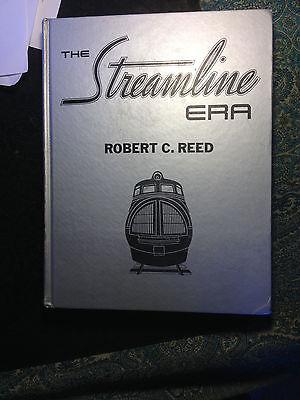 THE
Streamline
ERA
ROBERT C. REED